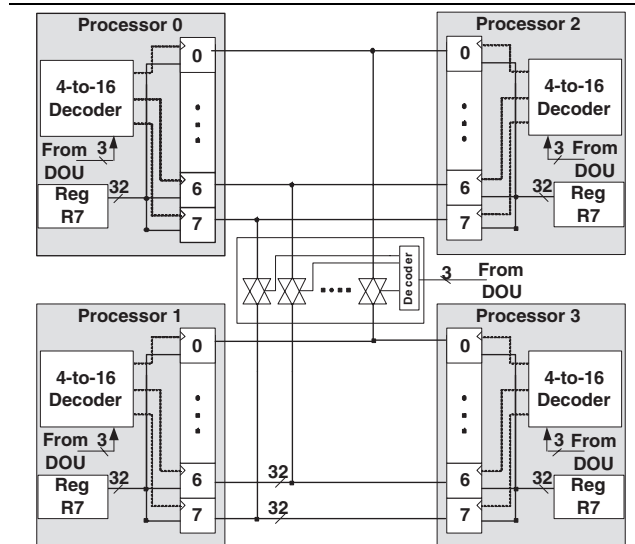 Processor 0
0
4-to-16
Decoder
From 3
DOU
6
Reg
R7
32
7
Processor 2
0
4-to-16
Decoder
3 From
DOU
6
32
Reg
R7
7
Decoder
3
From
DOU
Processor 1
0
4-to-16
Decoder
From 3
DOU
6
Reg
R7
32
7
32
32
Processor 3
0
4-to-16
Decoder
3 From
DOU
6
32
Reg
R7
7